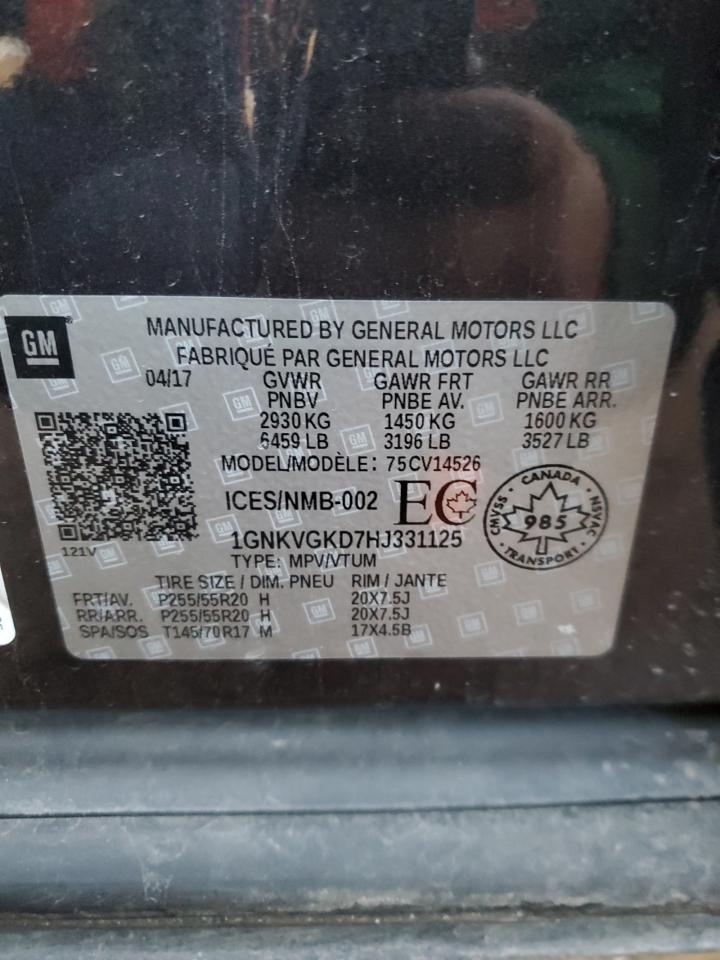 GM
MANUFACTURED BY GENERAL MOTORS LLC
FABRIQUÉ PAR GENERAL MOTORS LLC
04/17 GVWR GAWR FRT GAWR RR
PNBV PNBE AV. PNBE ARR.
2930 KG 1450 KG 1600 KG
6459 LB 3196 LB 3527 LB
MODEL/MODÈLE: 75CV14526
ICES/NMB-002 EC
CANADA
CMVSS 985 NSVAC
TRANSPORT
1GNKVGKD7HJ331125
121V
TYPE: MPV/VTUM
TIRE SIZE / DIM. PNEU RIM / JANTE
FRT/AV. P255/55R20 H 20X7.5J
RR/ARR. P255/55R20 H 20X7.5J
SPA/SOS T145/70R17 M 17X4.5B